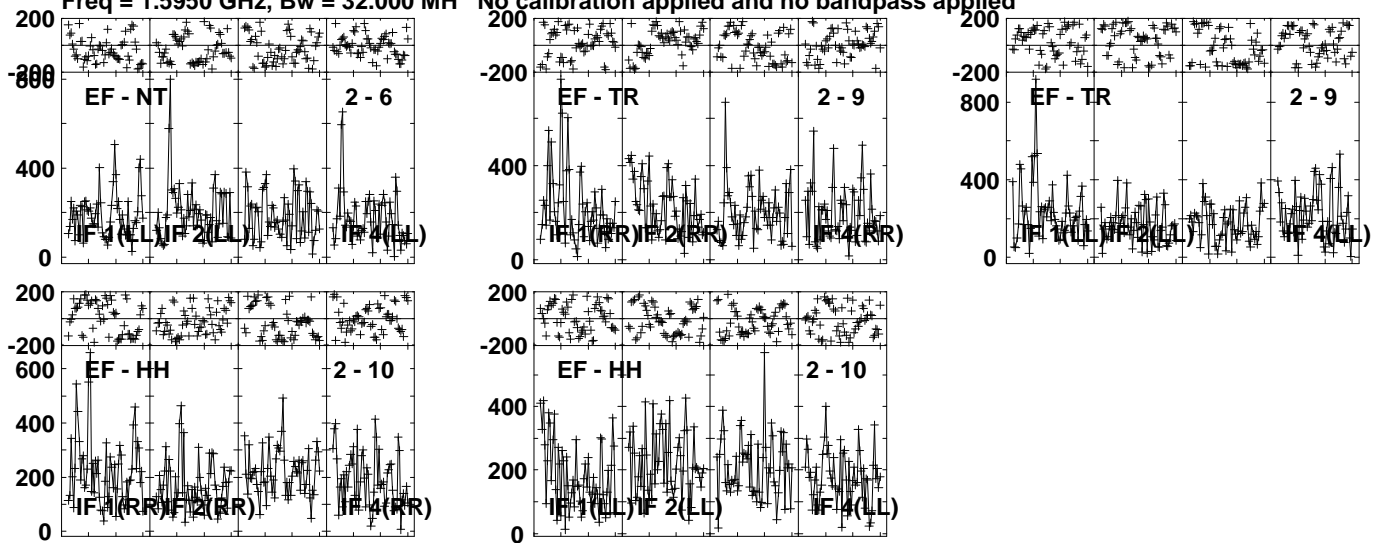 Freq = 1.5950 GHz, Bw = 32.000 MH No calibration applied and no bandpass applied
200
-200
800
400
0
EF - NT
2 - 6
IF 1(LL)
IF 2(LL)
IF 4(LL)
200
-200
400
0
EF - TR
2 - 9
IF 1(RR)
IF 2(RR)
IF 4(RR)
200
-200
800
400
0
EF - TR
2 - 9
IF 1(LL)
IF 2(LL)
IF 4(LL)
200
-200
600
400
200
0
EF - HH
2 - 10
IF 1(RR)
IF 2(RR)
IF 4(RR)
200
-200
400
200
0
EF - HH
2 - 10
IF 1(LL)
IF 2(LL)
IF 4(LL)